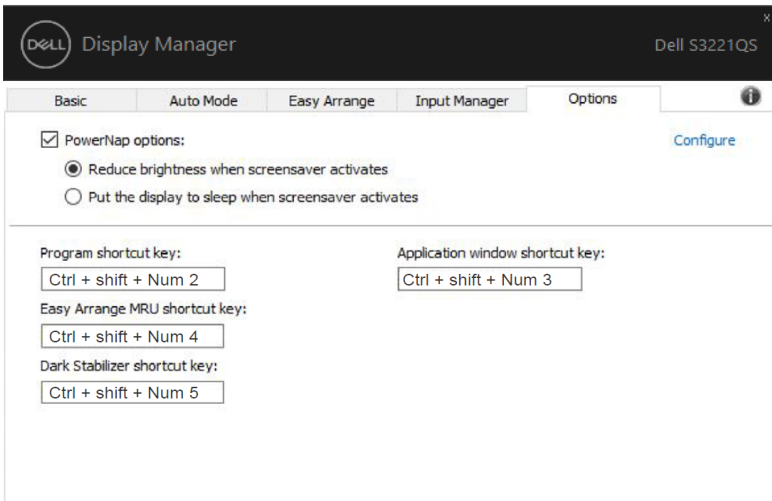 x
DELL Display Manager
Dell S3221QS
Basic Auto Mode Easy Arrange Input Manager Options
PowerNap options: Configure
Reduce brightness when screensaver activates
Put the display to sleep when screensaver activates
Program shortcut key: Application window shortcut key:
Ctrl + shift + Num 2 Ctrl + shift + Num 3
Easy Arrange MRU shortcut key:
Ctrl + shift + Num 4
Dark Stabilizer shortcut key:
Ctrl + shift + Num 5